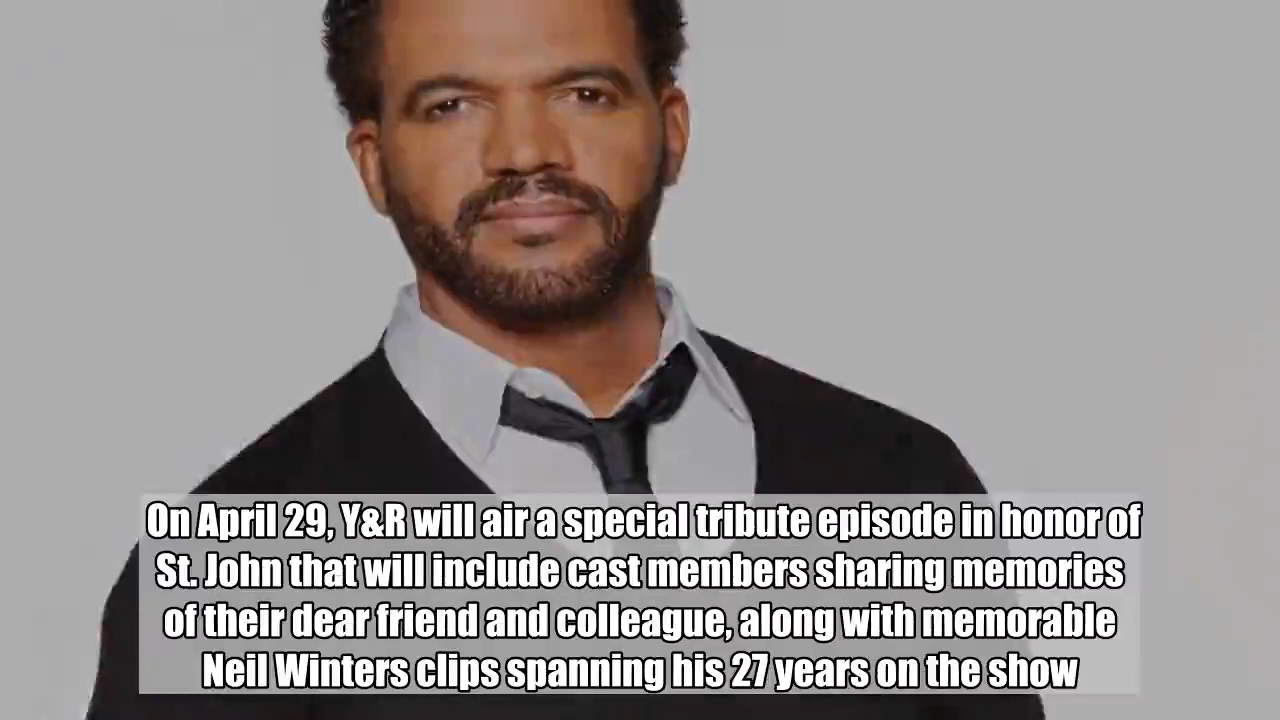 On April 29, Y&R will air a special tribute episode in honor of
St. John that will include cast members sharing memories
of their dear friend and colleague, along with memorable
Neil Winters clips spanning his 27 years on the show